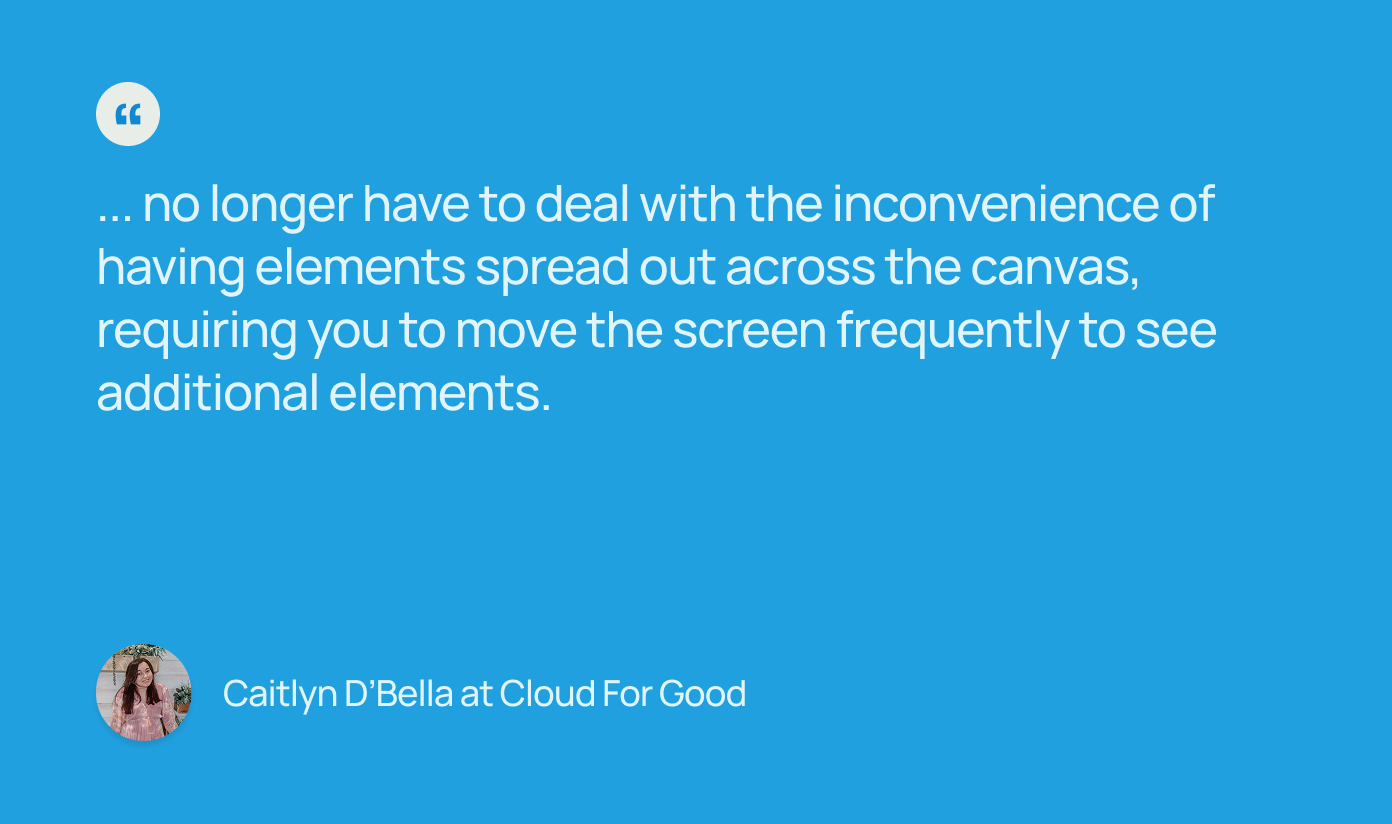 “
... no longer have to deal with the inconvenience of
having elements spread out across the canvas,
requiring you to move the screen frequently to see
additional elements.
Caitlyn D’Bella at Cloud For Good